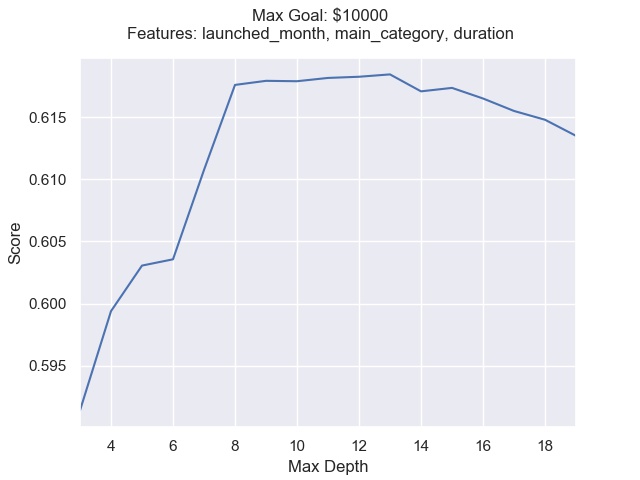 Max Goal: $10000
Features: launched_month, main_category, duration
0.615
0.610
0.605
0.600
0.595
Score
4 6 8 10 12 14 16 18
Max Depth